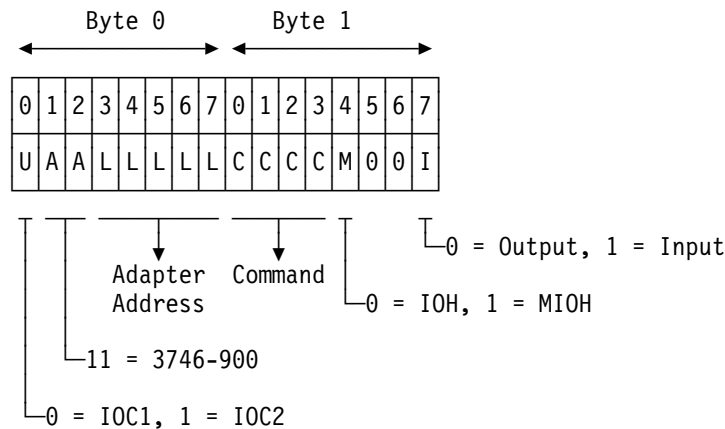 Byte 0 Byte 1
0 1 2 3 4 5 6 7 0 1 2 3 4 5 6 7
U A A L L L L L C C C C M 0 0 I
0 = Output, 1 = Input
Adapter Command
Address
0 = IOH, 1 = MIOH
11 = 3746-900
0 = IOC1, 1 = IOC2